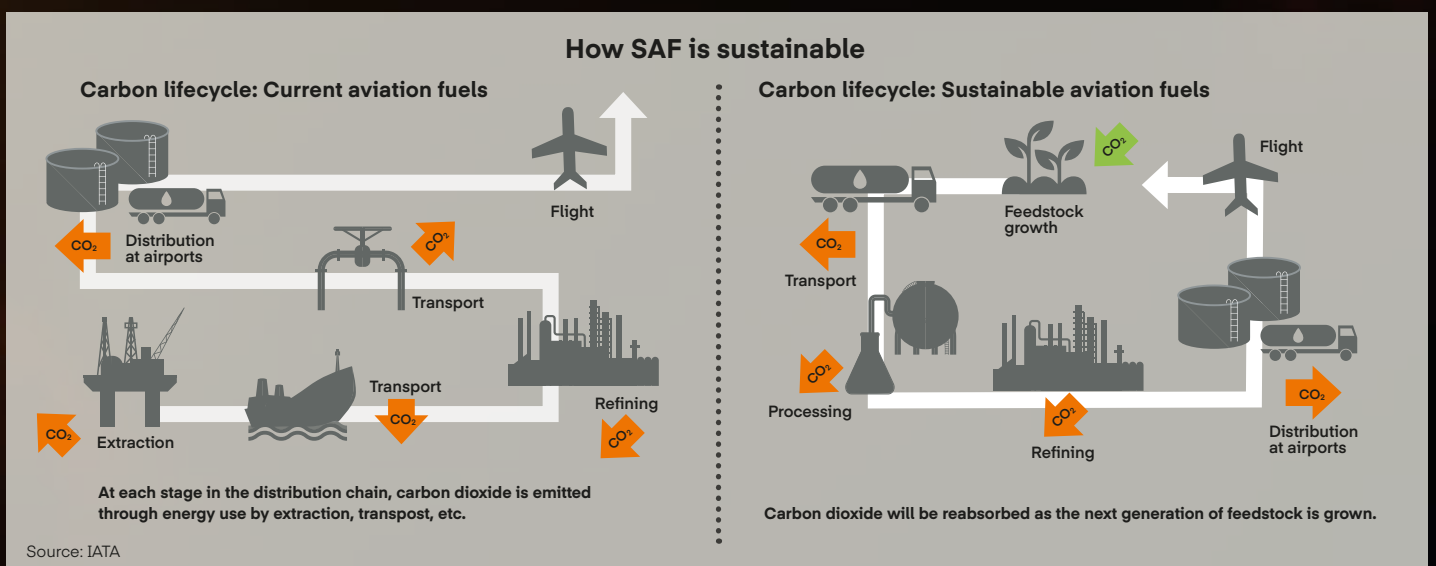 How SAF is sustainable
Carbon lifecycle: Current aviation fuels
CO₂
Distribution
at airports
CO₂
Transport
Flight
CO₂
Extraction
Transport
CO₂
Refining
CO₂
At each stage in the distribution chain, carbon dioxide is emitted
through energy use by extraction, transpost, etc.
Source: IATA
Carbon lifecycle: Sustainable aviation fuels
CO₂
Flight
Feedstock
growth
CO₂
Transport
CO₂
Processing
CO₂
Refining
CO₂
Distribution
at airports
Carbon dioxide will be reabsorbed as the next generation of feedstock is grown.